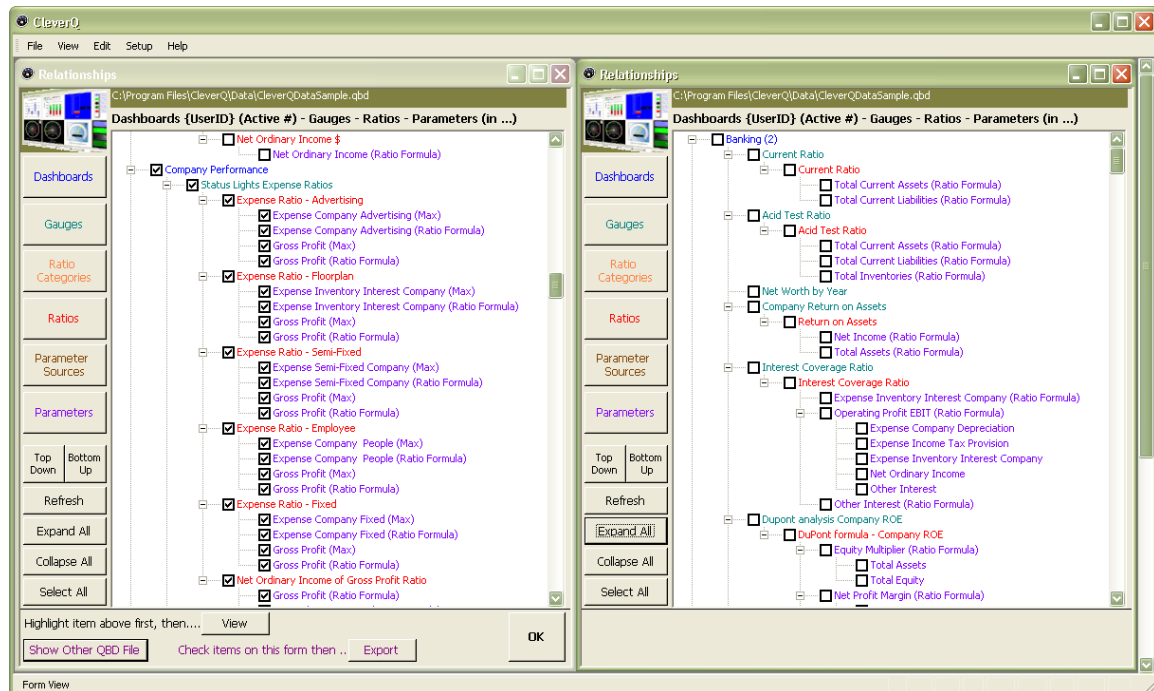 CleverQ
File View Edit Setup Help
Relationships
C:\Program Files\CleverQ\Data\CleverQDataSample.qbd
Dashboards {UserID} (Active #) - Gauges - Ratios - Parameters (in ...)
Dashboards
Gauges
Ratio
Categories
Ratios
Parameter
Sources
Parameters
Top
Down
Bottom
Up
Refresh
Expand All
Collapse All
Select All
Net Ordinary Income $
Net Ordinary Income (Ratio Formula)
Company Performance
Status Lights Expense Ratios
Expense Ratio - Advertising
Expense Company Advertising (Max)
Expense Company Advertising (Ratio Formula)
Gross Profit (Max)
Gross Profit (Ratio Formula)
Expense Ratio - Floorplan
Expense Inventory Interest Company (Max)
Expense Inventory Interest Company (Ratio Formula)
Gross Profit (Max)
Gross Profit (Ratio Formula)
Expense Ratio - Semi-Fixed
Expense Semi-Fixed Company (Max)
Expense Semi-Fixed Company (Ratio Formula)
Gross Profit (Max)
Gross Profit (Ratio Formula)
Expense Ratio - Employee
Expense Company People (Max)
Expense Company People (Ratio Formula)
Gross Profit (Max)
Gross Profit (Ratio Formula)
Expense Ratio - Fixed
Expense Company Fixed (Max)
Expense Company Fixed (Ratio Formula)
Gross Profit (Max)
Gross Profit (Ratio Formula)
Net Ordinary Income of Gross Profit Ratio
Gross Profit (Ratio Formula)
Highlight item above first, then.... View
Show Other QBD File Check items on this form then .. Export
OK
Relationships
C:\Program Files\CleverQ\Data\CleverQDataSample.qbd
Dashboards {UserID} (Active #) - Gauges - Ratios - Parameters (in ...)
Dashboards
Gauges
Ratio
Categories
Ratios
Parameter
Sources
Parameters
Top
Down
Bottom
Up
Refresh
Expand All
Collapse All
Select All
Banking (2)
Current Ratio
Current Ratio
Total Current Assets (Ratio Formula)
Total Current Liabilities (Ratio Formula)
Acid Test Ratio
Acid Test Ratio
Total Current Assets (Ratio Formula)
Total Current Liabilities (Ratio Formula)
Total Inventories (Ratio Formula)
Net Worth by Year
Company Return on Assets
Return on Assets
Net Income (Ratio Formula)
Total Assets (Ratio Formula)
Interest Coverage Ratio
Interest Coverage Ratio
Expense Inventory Interest Company (Ratio Formula)
Operating Profit EBIT (Ratio Formula)
Expense Company Depreciation
Expense Income Tax Provision
Expense Inventory Interest Company
Net Ordinary Income
Other Interest
Other Interest (Ratio Formula)
Dupont analysis Company ROE
DuPont formula - Company ROE
Equity Multiplier (Ratio Formula)
Total Assets
Total Equity
Net Profit Margin (Ratio Formula)
Form View